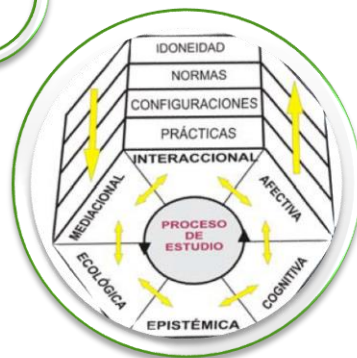 IDONEIDAD
NORMAS
CONFIGURACIONES
PRÁCTICAS
INTERACCIONAL
MEDIACIONAL
AFECTIVA
PROCESO
DE
ESTUDIO
ECOLÓGICA
COGNITIVA
EPISTÉMICA